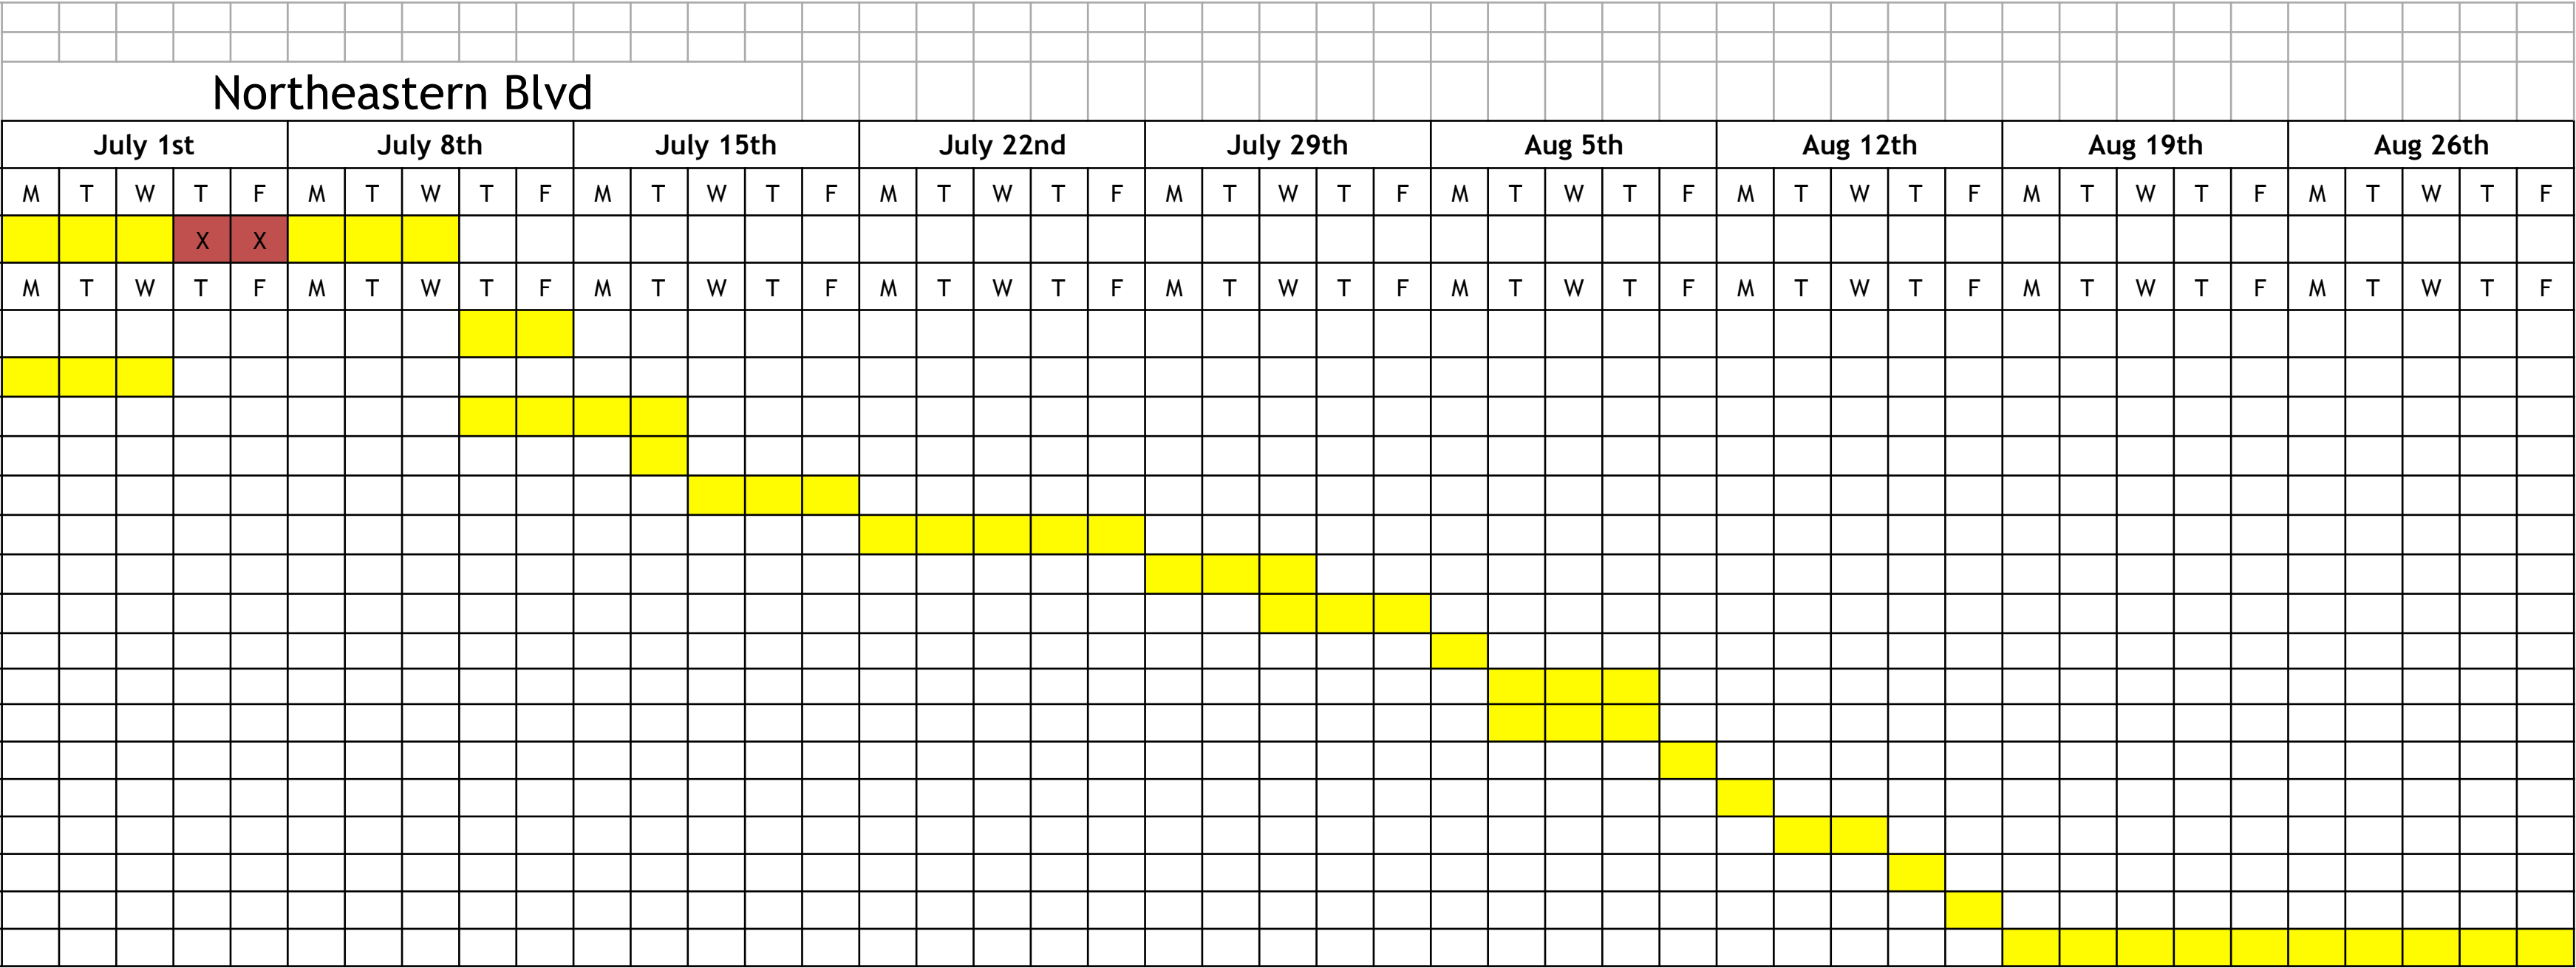 Northeastern Blvd
July 1st July 8th July 15th July 22nd July 29th Aug 5th Aug 12th Aug 19th Aug 26th
M T W T F M T W T F M T W T F M T W T F M T W T F M T W T F M T W T F M T W T F M T W T F
X X
M T W T F M T W T F M T W T F M T W T F M T W T F M T W T F M T W T F M T W T F M T W T F